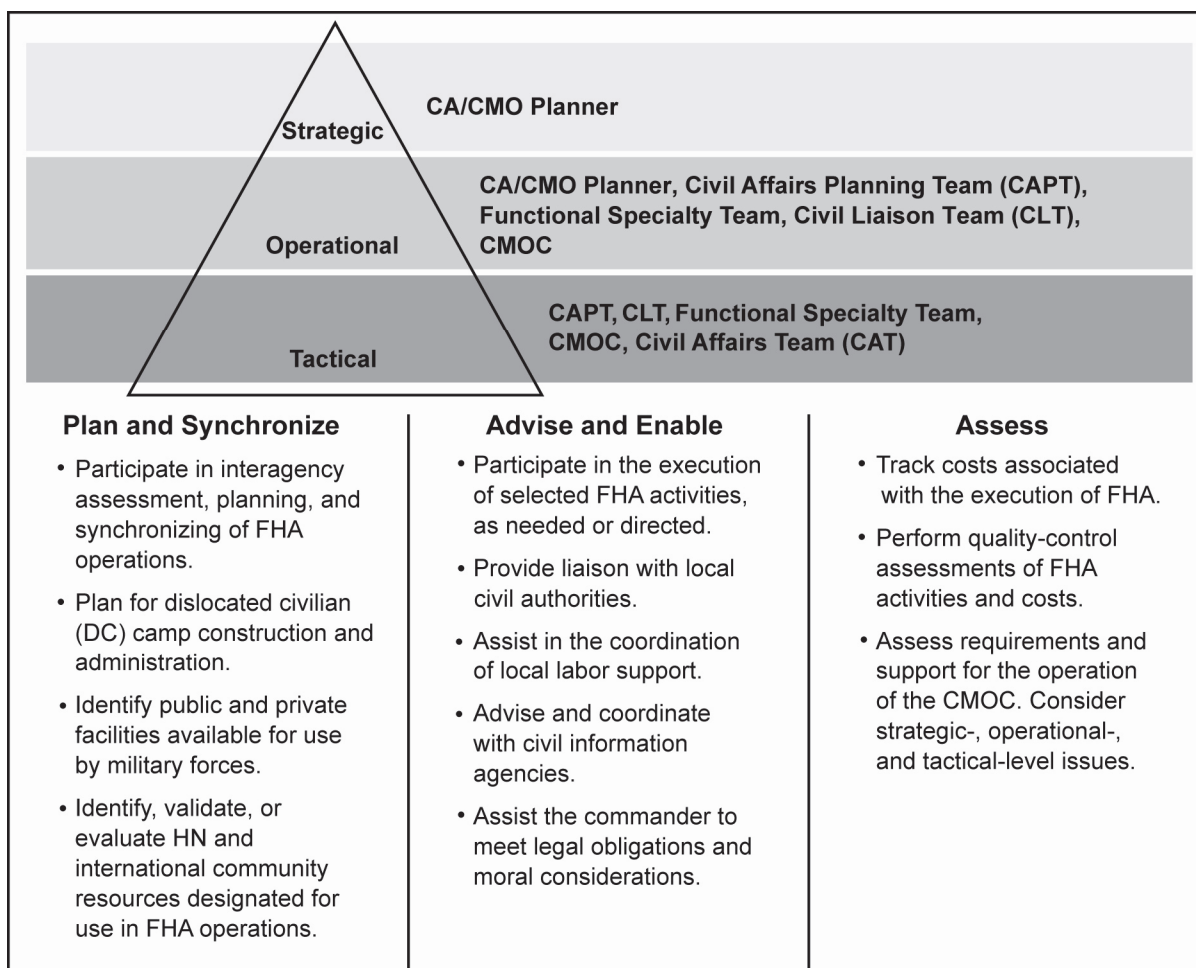 CA/CMO Planner
Strategic
CA/CMO Planner, Civil Affairs Planning Team (CAPT),
Functional Specialty Team, Civil Liaison Team (CLT),
CMOC
Operational
CAPT, CLT, Functional Specialty Team,
CMOC, Civil Affairs Team (CAT)
Tactical
Plan and Synchronize
• Participate in interagency
assessment, planning, and
synchronizing of FHA
operations.
• Plan for dislocated civilian
(DC) camp construction and
administration.
• Identify public and private
facilities available for use
by military forces.
• Identify, validate, or
evaluate HN and
international community
resources designated for
use in FHA operations.
Advise and Enable
• Participate in the execution
of selected FHA activities,
as needed or directed.
• Provide liaison with local
civil authorities.
• Assist in the coordination
of local labor support.
• Advise and coordinate
with civil information
agencies.
• Assist the commander to
meet legal obligations and
moral considerations.
Assess
• Track costs associated
with the execution of FHA.
• Perform quality-control
assessments of FHA
activities and costs.
• Assess requirements and
support for the operation
of the CMOC. Consider
strategic-, operational-,
and tactical-level issues.